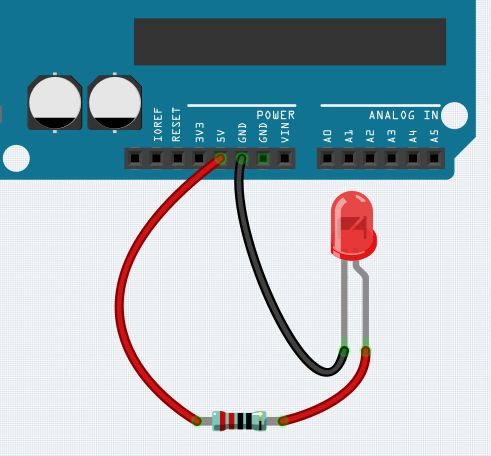 POWER
ANALOG IN
IOREF
RESET
3V3
5V
GND
GND
VIN
A0
A1
A2
A3
A4
A5